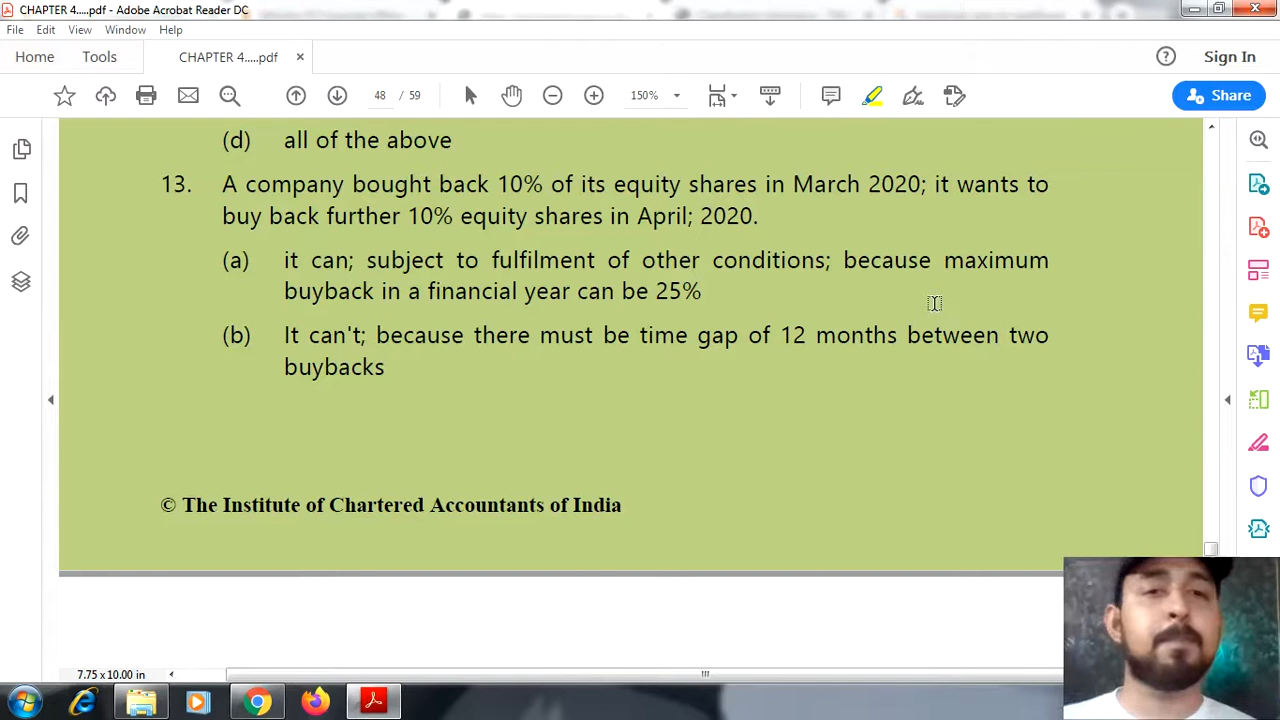 CHAPTER 4.....pdf - Adobe Acrobat Reader DC
File Edit View Window Help
Home Tools CHAPTER 4.....pdf ×
? Sign In
48 / 59 150% Share
(d) all of the above
13. A company bought back 10% of its equity shares in March 2020; it wants to
buy back further 10% equity shares in April; 2020.
(a) it can; subject to fulfilment of other conditions; because maximum
buyback in a financial year can be 25%
(b) It can't; because there must be time gap of 12 months between two
buybacks
© The Institute of Chartered Accountants of India
7.75 x 10.00 in